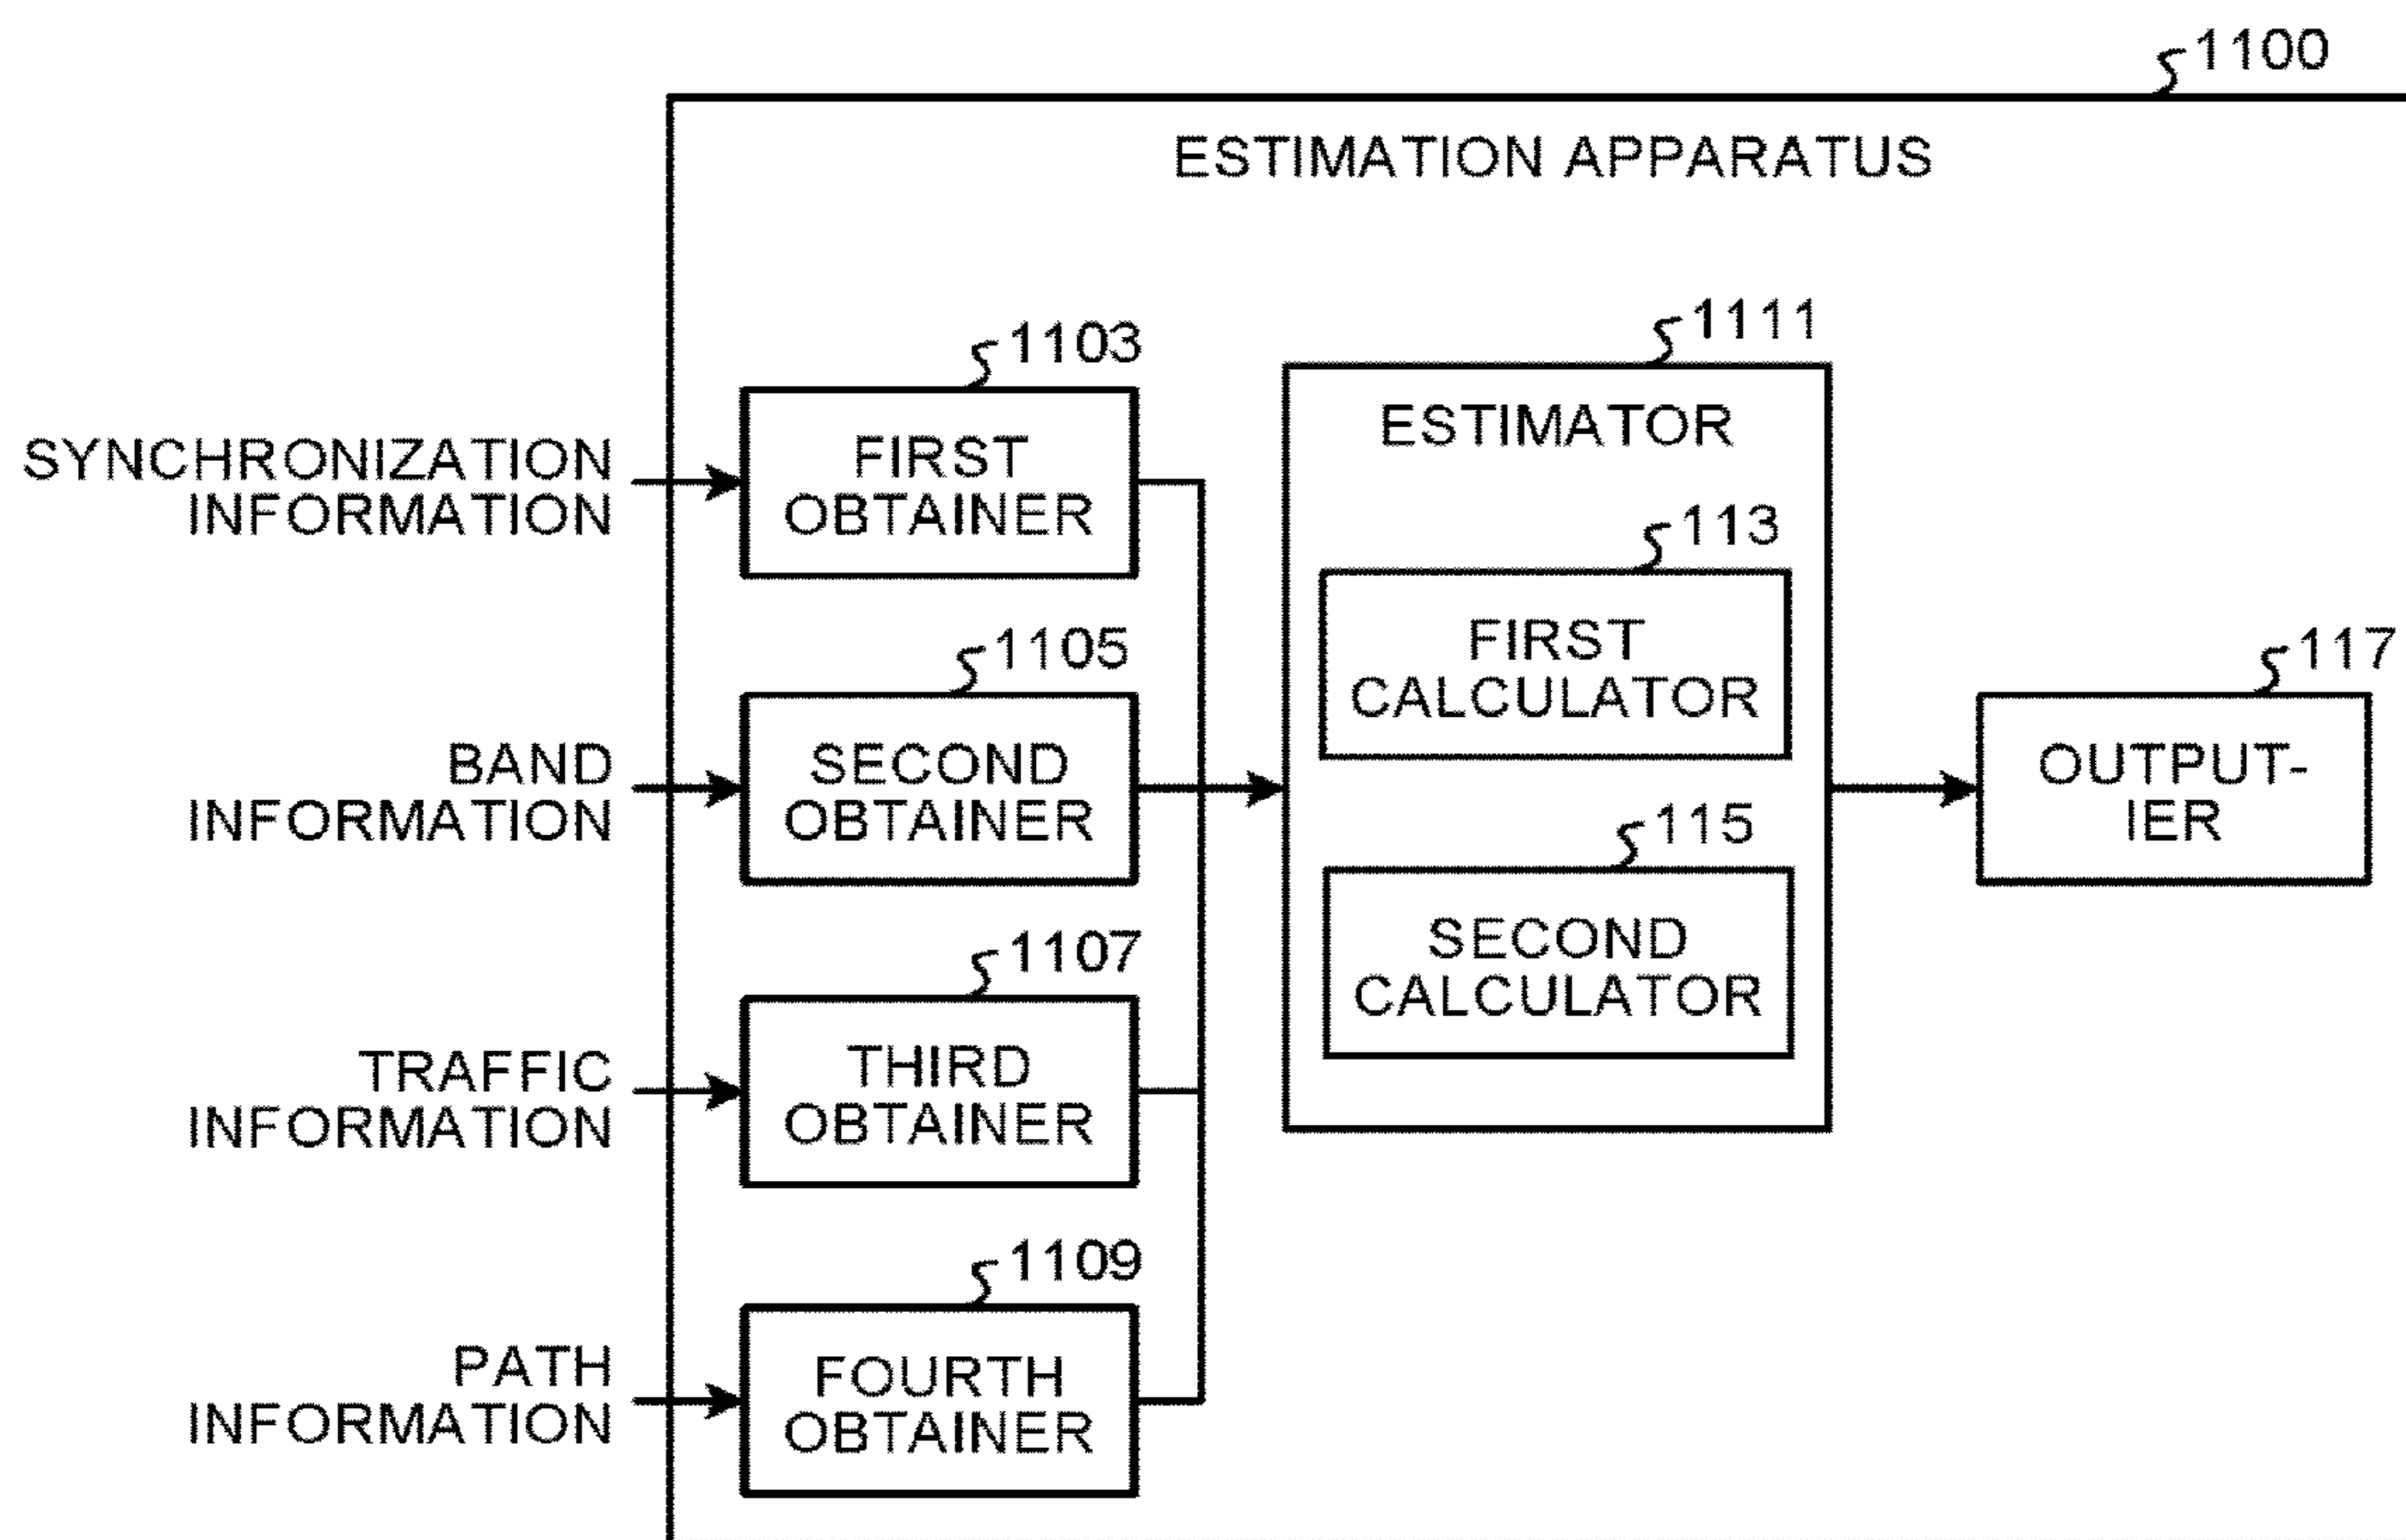 1100
ESTIMATION APPARATUS
1103
1111
SYNCHRONIZATION
INFORMATION
FIRST
OBTAINER
ESTIMATOR
113
FIRST
CALCULATOR
1105
117
BAND
INFORMATION
SECOND
OBTAINER
OUTPUT-
IER
115
SECOND
CALCULATOR
1107
TRAFFIC
INFORMATION
THIRD
OBTAINER
1109
PATH
INFORMATION
FOURTH
OBTAINER